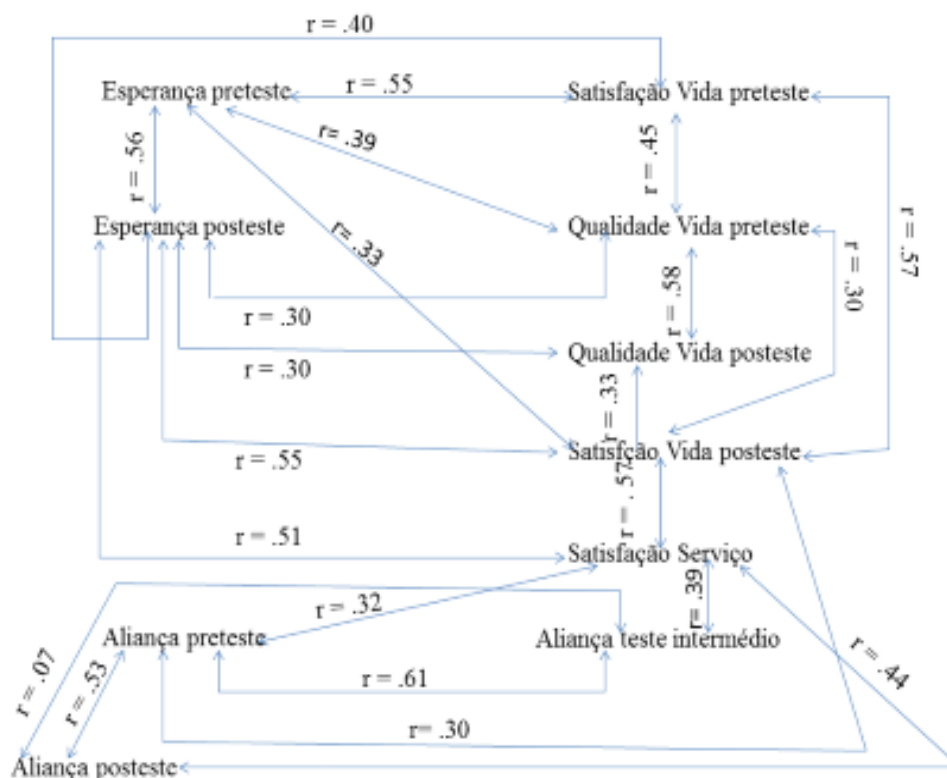 r = .40
Esperança preteste
r = .55
Satisfação Vida preteste
r = .56
r= .39
r = .45
Esperança posteste
r= .33
Qualidade Vida preteste
r = .57
r = .30
r = .30
r = .58
r = .30
Qualidade Vida posteste
r = .33
r = .55
Satisfção Vida posteste
r = . 57
r = .51
Satisfação Serviço
r = .32
r= .39
Aliança preteste
Aliança teste intermédio
r = .07
r = .53
r = .61
r = .44
r= .30
Aliança posteste